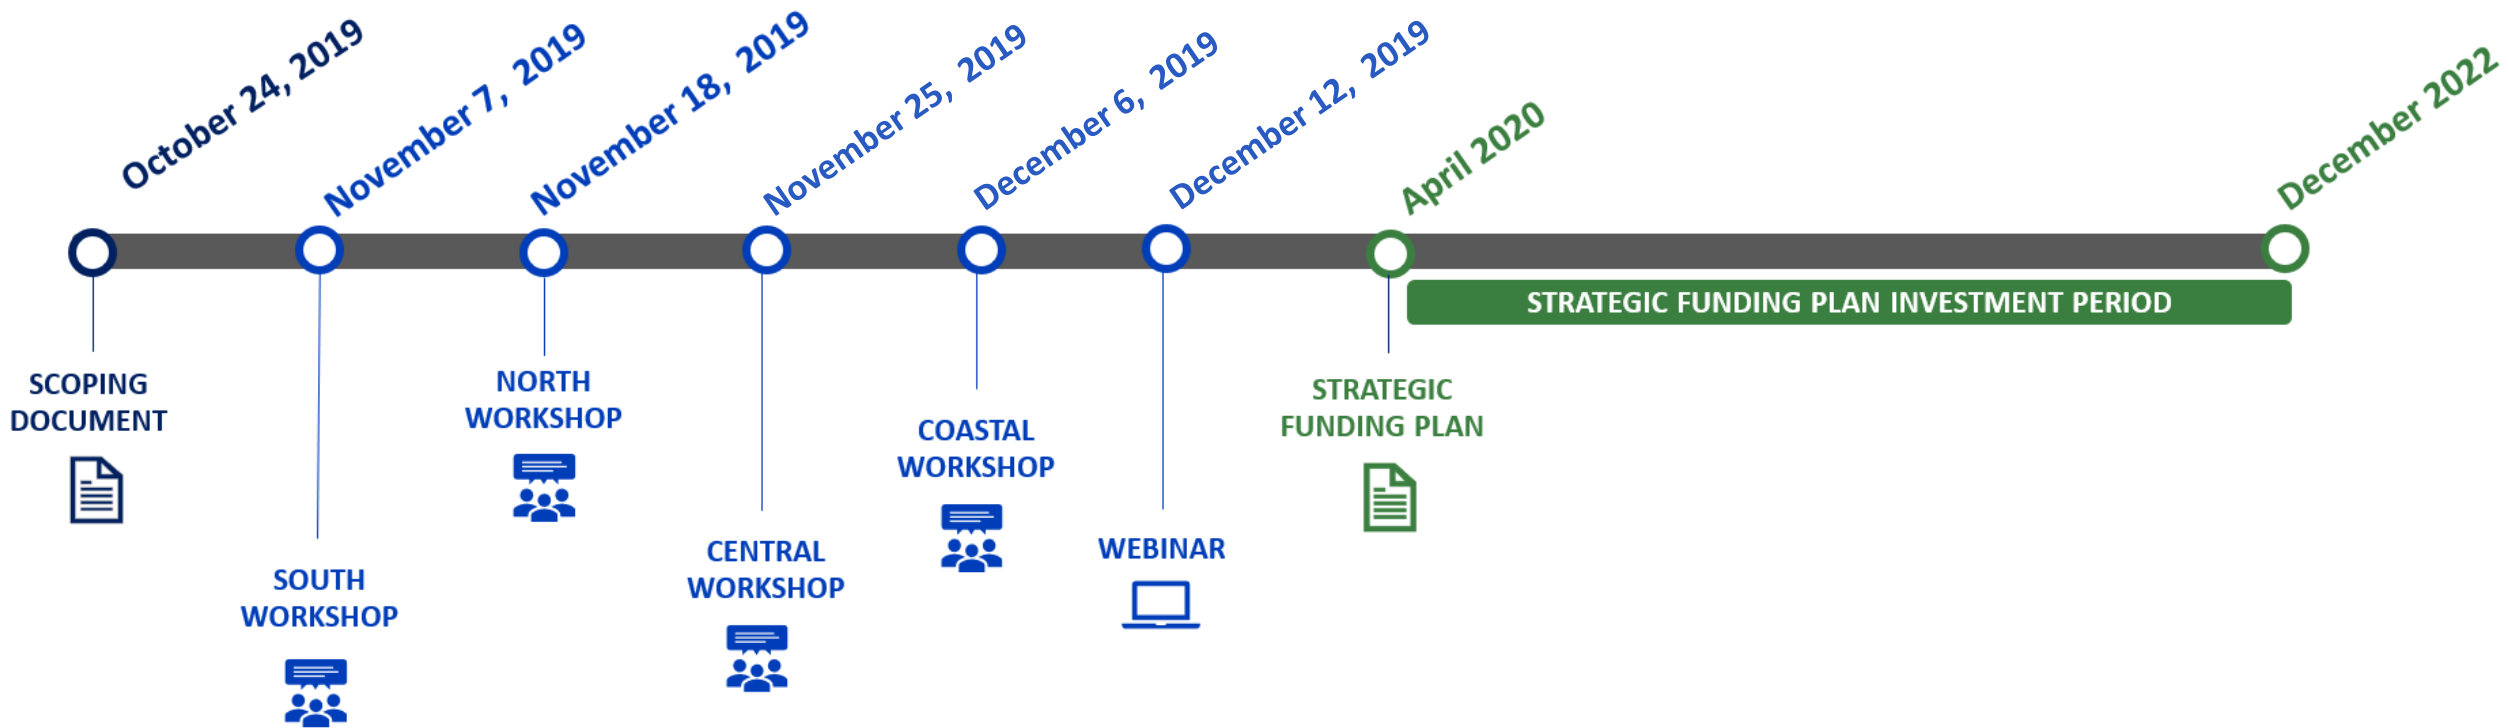 October 24, 2019
November 7, 2019
November 18, 2019
November 25, 2019
December 6, 2019
December 12, 2019
April 2020
December 2022
STRATEGIC FUNDING PLAN INVESTMENT PERIOD
SCOPING
DOCUMENT
SOUTH
WORKSHOP
NORTH
WORKSHOP
CENTRAL
WORKSHOP
COASTAL
WORKSHOP
WEBINAR
STRATEGIC
FUNDING PLAN